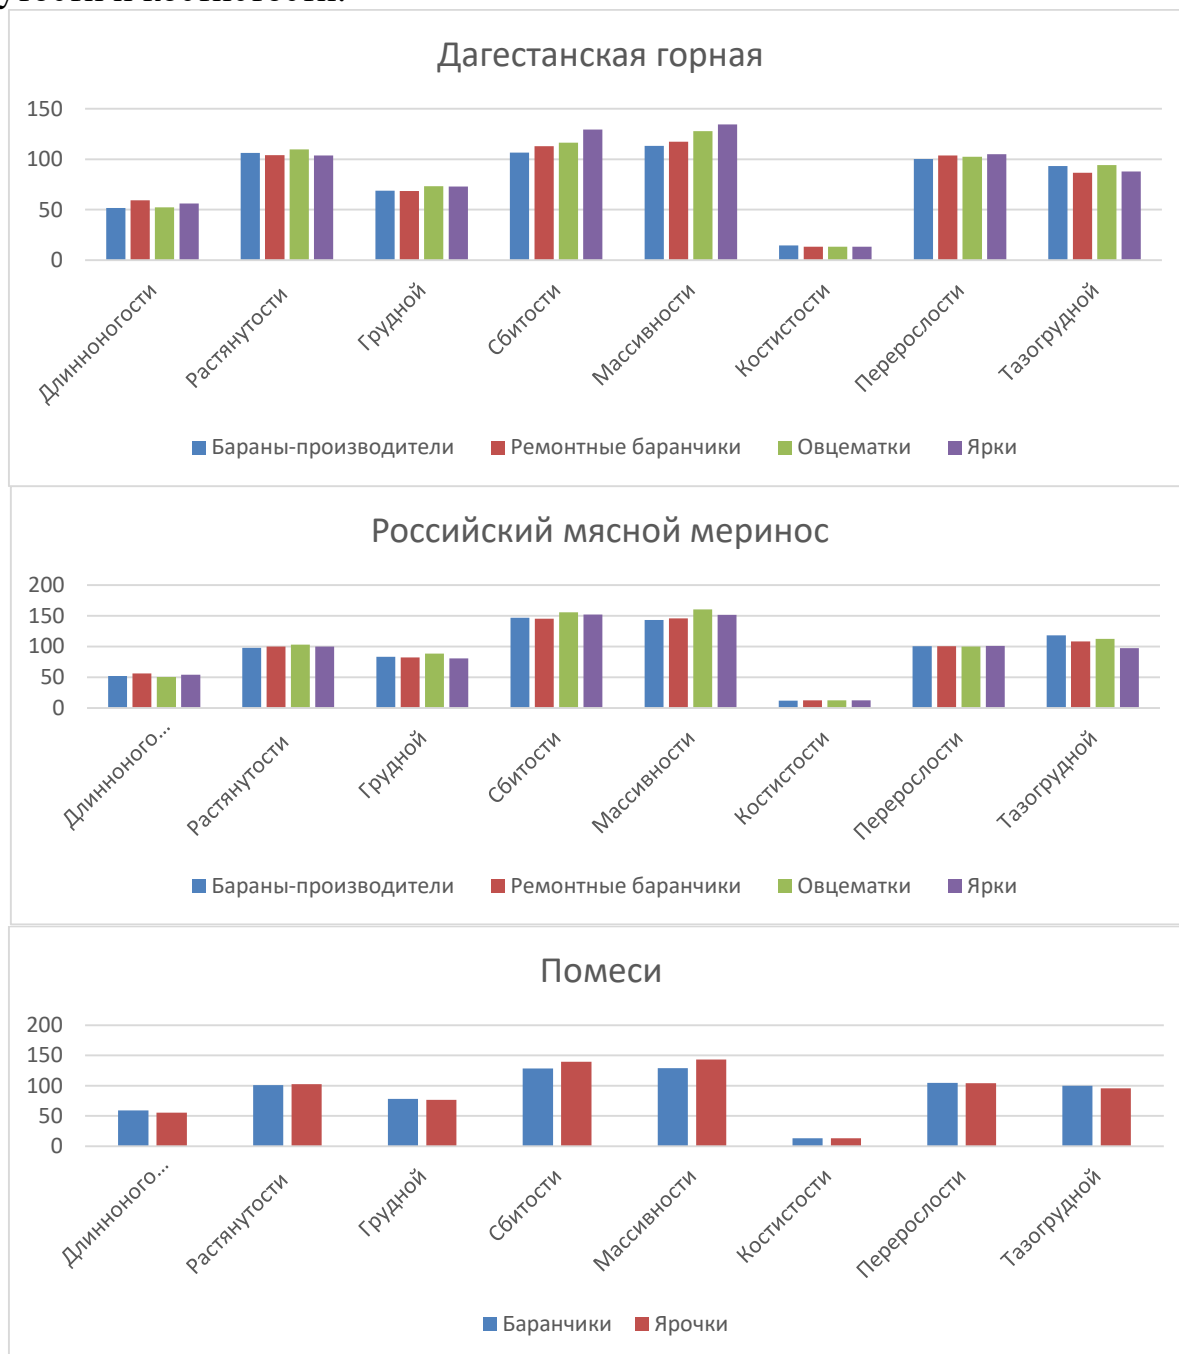 Дагестанская горная
150
100
50
0
Длинноногости
Растянутости
Грудной
Сбитости
Массивности
Костистости
Перерослости
Тазогрудной
Бараны-производители Ремонтные баранчики Овцематки Ярки
Российский мясной меринос
200
150
100
50
0
Длинноного...
Растянутости
Грудной
Сбитости
Массивности
Костистости
Перерослости
Тазогрудной
Бараны-производители Ремонтные баранчики Овцематки Ярки
Помеси
200
150
100
50
0
Длинноного...
Растянутости
Грудной
Сбитости
Массивности
Костистости
Перерослости
Тазогрудной
Баранчики Ярочки